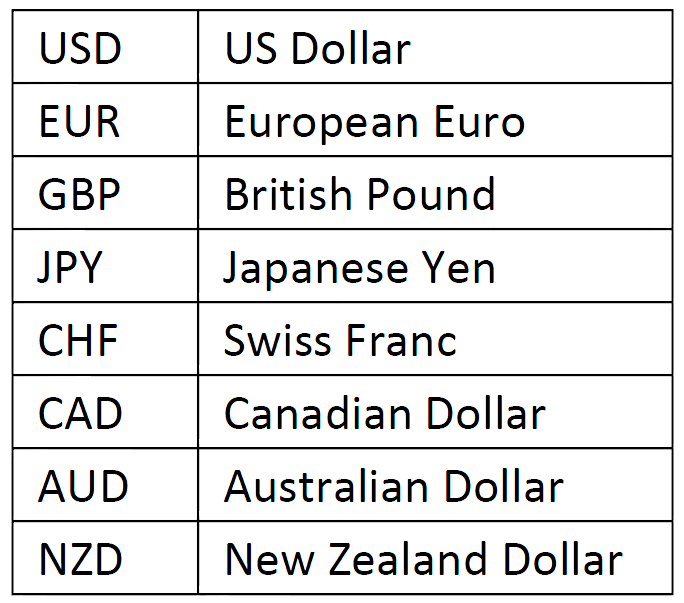 USD US Dollar
EUR European Euro
GBP British Pound
JPY Japanese Yen
CHF Swiss Franc
CAD Canadian Dollar
AUD Australian Dollar
NZD New Zealand Dollar